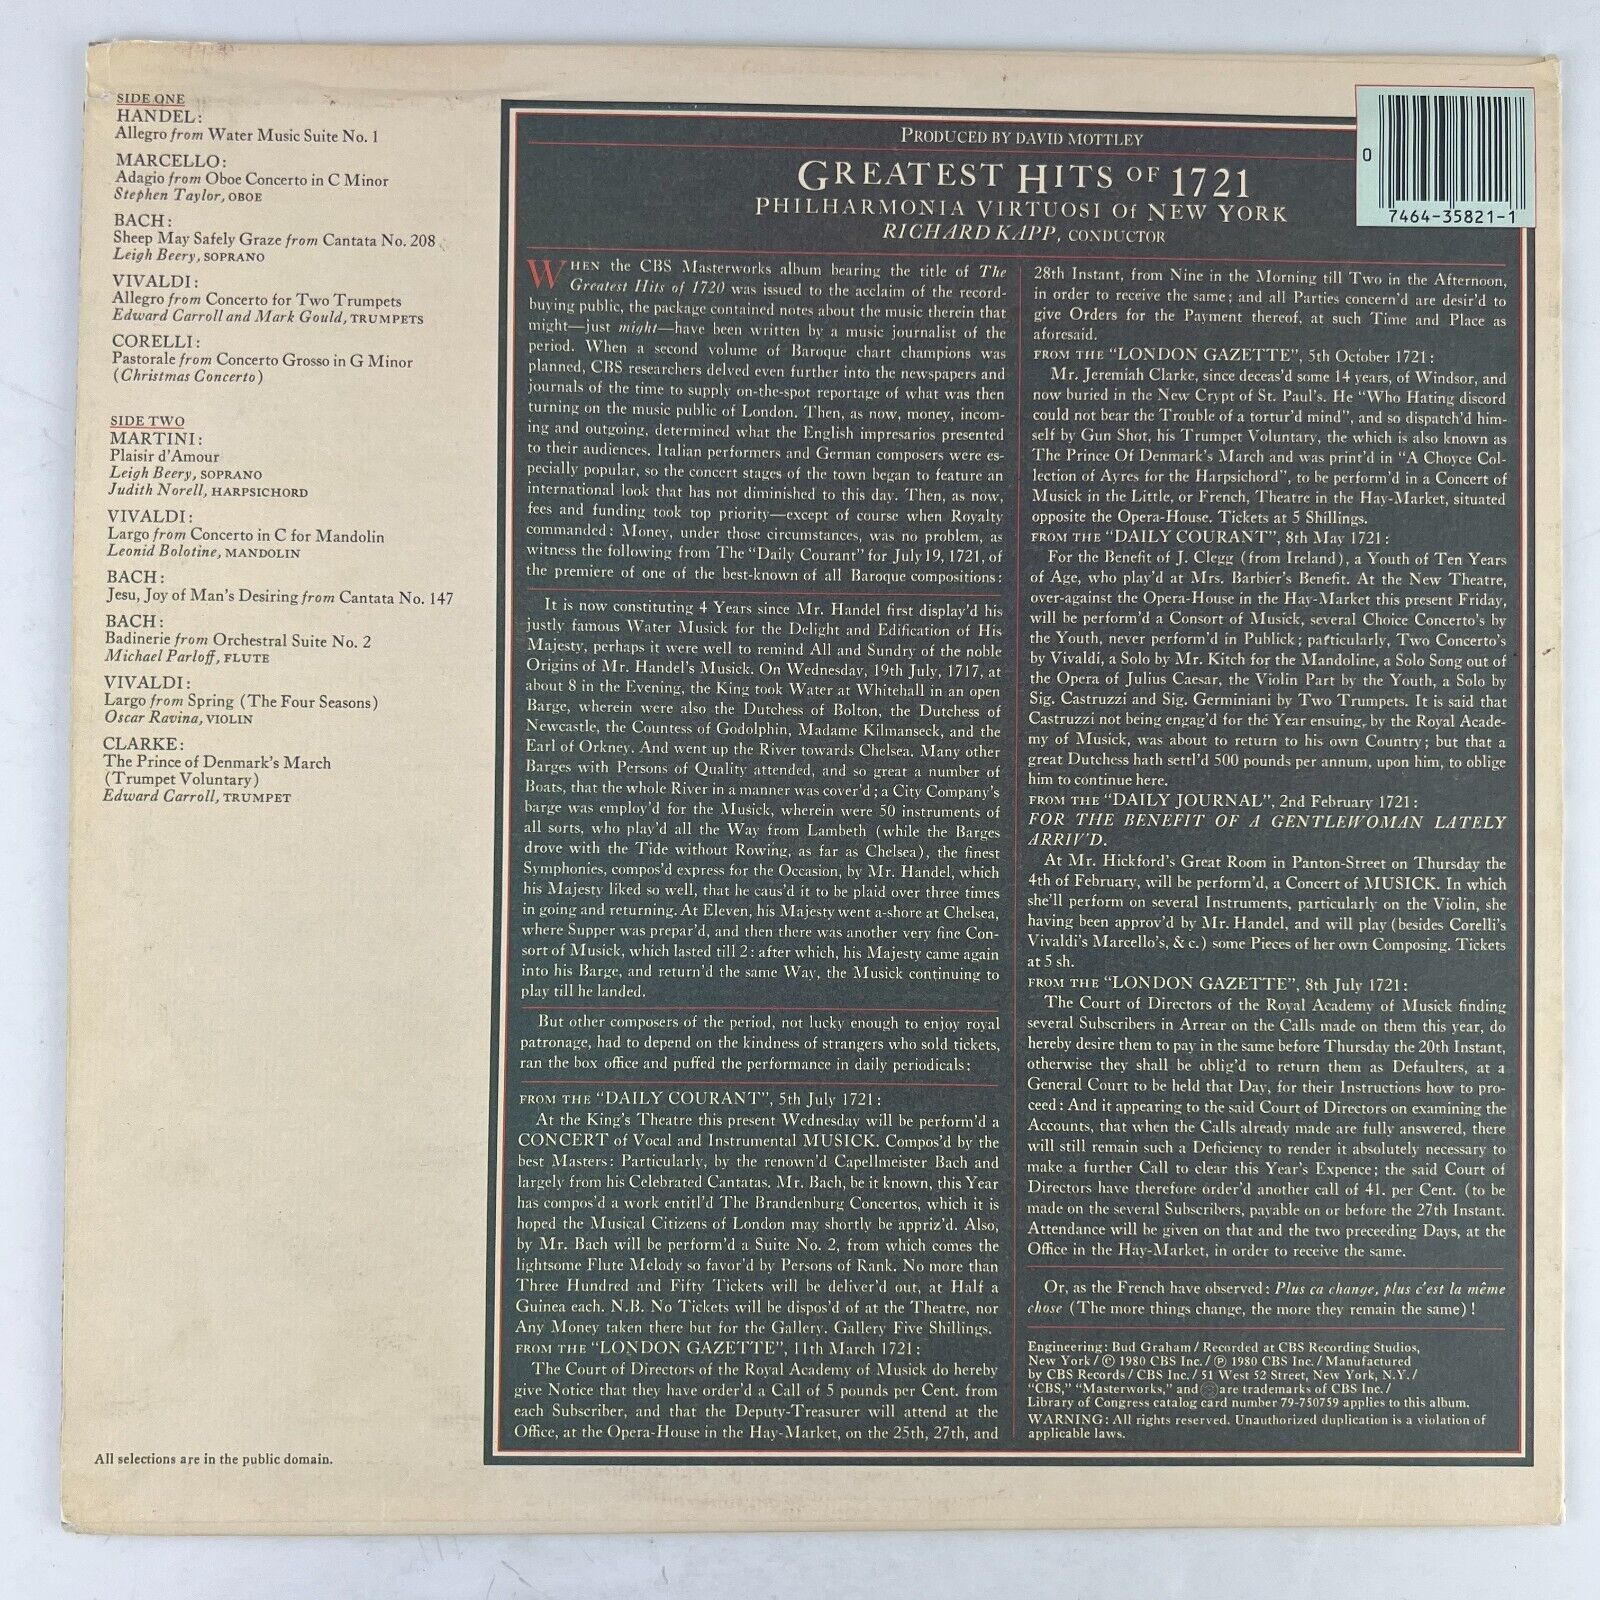 SIDE ONE
HANDEL:
Allegro from Water Music Suite No. 1
MARCELLO:
Adagio from Oboe Concerto in C Minor
Stephen Taylor, OBOE
BACH:
Sheep May Safely Graze from Cantata No. 208
Leigh Beery, SOPRANO
VIVALDI:
Allegro from Concerto for Two Trumpets
Edward Carroll and Mark Gould, TRUMPETS
CORELLI:
Pastorale from Concerto Grosso in G Minor
(Christmas Concerto)
SIDE TWO
MARTINI:
Plaisir d'Amour
Leigh Beery, SOPRANO
Judith Norell, HARPSICHORD
VIVALDI:
Largo from Concerto in C for Mandolin
Leonid Bolotine, MANDOLIN
BACH:
Jesu, Joy of Man's Desiring from Cantata No. 147
BACH:
Badinerie from Orchestral Suite No. 2
Michael Parloff, FLUTE
VIVALDI:
Largo from Spring (The Four Seasons)
Oscar Ravina, VIOLIN
CLARKE:
The Prince of Denmark's March
(Trumpet Voluntary)
Edward Carroll, TRUMPET
All selections are in the public domain.
PRODUCED BY DAVID MOTTLEY
GREATEST HITS OF 1721
PHILHARMONIA VIRTUOSI Of NEW YORK
RICHARD KAPP, CONDUCTOR
0
7464-35821-1
WHEN the CBS Masterworks album bearing the title of The
Greatest Hits of 1720 was issued to the acclaim of the record-
buying public, the package contained notes about the music therein that
might—just might—have been written by a music journalist of the
period. When a second volume of Baroque chart champions was
planned, CBS researchers delved even further into the newspapers and
journals of the time to supply on-the-spot reportage of what was then
turning on the music public of London. Then, as now, money, incom-
ing and outgoing, determined what the English impresarios presented
to their audiences. Italian performers and German composers were es-
pecially popular, so the concert stages of the town began to feature an
international look that has not diminished to this day. Then, as now,
fees and funding took top priority—except of course when Royalty
commanded: Money, under those circumstances, was no problem, as
witness the following from The "Daily Courant" for July 19, 1721, of
the premiere of one of the best-known of all Baroque compositions:
It is now constituting 4 Years since Mr. Handel first display'd his
justly famous Water Musick for the Delight and Edification of His
Majesty, perhaps it were well to remind All and Sundry of the noble
Origins of Mr. Handel's Musick. On Wednesday, 19th July, 1717, at
about 8 in the Evening, the King took Water at Whitehall in an open
Barge, wherein were also the Dutchess of Bolton, the Dutchess of
Newcastle, the Countess of Godolphin, Madame Kilmanseck, and the
Earl of Orkney. And went up the River towards Chelsea. Many other
Barges with Persons of Quality attended, and so great a number of
Boats, that the whole River in a manner was cover'd; a City Company's
barge was employ'd for the Musick, wherein were 50 instruments of
all sorts, who play'd all the Way from Lambeth (while the Barges
drove with the Tide without Rowing, as far as Chelsea), the finest
Symphonies, compos'd express for the Occasion, by Mr. Handel, which
his Majesty liked so well, that he caus'd it to be plaid over three times
in going and returning. At Eleven, his Majesty went a-shore at Chelsea,
where Supper was prepar'd, and then there was another very fine Con-
sort of Musick, which lasted till 2: after which, his Majesty came again
into his Barge, and return'd the same Way, the Musick continuing to
play till he landed.
But other composers of the period, not lucky enough to enjoy royal
patronage, had to depend on the kindness of strangers who sold tickets,
ran the box office and puffed the performance in daily periodicals:
FROM THE "DAILY COURANT", 5th July 1721:
At the King's Theatre this present Wednesday will be perform'd a
CONCERT of Vocal and Instrumental MUSICK. Compos'd by the
best Masters: Particularly, by the renown'd Capellmeister Bach and
largely from his Celebrated Cantatas. Mr. Bach, be it known, this Year
has compos'd a work entitl'd The Brandenburg Concertos, which it is
hoped the Musical Citizens of London may shortly be appriz'd. Also,
by Mr. Bach will be perform'd a Suite No. 2, from which comes the
lightsome Flute Melody so favor'd by Persons of Rank. No more than
Three Hundred and Fifty Tickets will be deliver'd out, at Half a
Guinea each. N.B. No Tickets will be dispos'd of at the Theatre, nor
Any Money taken there but for the Gallery. Gallery Five Shillings.
FROM THE "LONDON GAZETTE", 11th March 1721:
The Court of Directors of the Royal Academy of Musick do hereby
give Notice that they have order'd a Call of 5 pounds per Cent. from
each Subscriber, and that the Deputy-Treasurer will attend at the
Office, at the Opera-House in the Hay-Market, on the 25th, 27th, and
28th Instant, from Nine in the Morning till Two in the Afternoon,
in order to receive the same; and all Parties concern'd are desir'd to
give Orders for the Payment thereof, at such Time and Place as
aforesaid.
FROM THE "LONDON GAZETTE", 5th October 1721:
Mr. Jeremiah Clarke, since deceas'd some 14 years, of Windsor, and
now buried in the New Crypt of St. Paul's. He "Who Hating discord
could not bear the Trouble of a tortur'd mind", and so dispatch'd him-
self by Gun Shot, his Trumpet Voluntary, the which is also known as
The Prince Of Denmark's March and was print'd in "A Choyce Col-
lection of Ayres for the Harpsichord", to be perform'd in a Concert of
Musick in the Little, or French, Theatre in the Hay-Market, situated
opposite the Opera-House. Tickets at 5 Shillings.
FROM THE "DAILY COURANT", 8th May 1721:
For the Benefit of J. Clegg (from Ireland), a Youth of Ten Years
of Age, who play'd at Mrs. Barbier's Benefit. At the New Theatre,
over-against the Opera-House in the Hay-Market this present Friday,
will be perform'd a Consort of Musick, several Choice Concerto's by
the Youth, never perform'd in Publick; particularly, Two Concerto's
by Vivaldi, a Solo by Mr. Kitch for the Mandoline, a Solo Song out of
the Opera of Julius Caesar, the Violin Part by the Youth, a Solo by
Sig. Castruzzi and Sig. Germiniani by Two Trumpets. It is said that
Castruzzi not being engag'd for the Year ensuing, by the Royal Acade-
my of Musick, was about to return to his own Country; but that a
great Dutchess hath settl'd 500 pounds per annum, upon him, to oblige
him to continue here.
FROM THE "DAILY JOURNAL", 2nd February 1721:
FOR THE BENEFIT OF A GENTLEWOMAN LATELY
ARRIV'D.
At Mr. Hickford's Great Room in Panton-Street on Thursday the
4th of February, will be perform'd, a Concert of MUSICK. In which
she'll perform on several Instruments, particularly on the Violin, she
having been approv'd by Mr. Handel, and will play (besides Corelli's
Vivaldi's Marcello's, & c.) some Pieces of her own Composing. Tickets
at 5 sh.
FROM THE "LONDON GAZETTE", 8th July 1721:
The Court of Directors of the Royal Academy of Musick finding
several Subscribers in Arrear on the Calls made on them this year, do
hereby desire them to pay in the same before Thursday the 20th Instant,
otherwise they shall be oblig'd to return them as Defaulters, at a
General Court to be held that Day, for their Instructions how to pro-
ceed: And it appearing to the said Court of Directors on examining the
Accounts, that when the Calls already made are fully answered, there
will still remain such a Deficiency to render it absolutely necessary to
make a further Call to clear this Year's Expence; the said Court of
Directors have therefore order'd another call of 41. per Cent. (to be
made on the several Subscribers, payable on or before the 27th Instant.
Attendance will be given on that and the two preceeding Days, at the
Office in the Hay-Market, in order to receive the same.
Or, as the French have observed: Plus ca change, plus c'est la même
chose (The more things change, the more they remain the same)!
Engineering: Bud Graham / Recorded at CBS Recording Studios,
New York / © 1980 CBS Inc. / ℗ 1980 CBS Inc. / Manufactured
by CBS Records / CBS Inc. / 51 West 52 Street, New York, N.Y. /
"CBS," "Masterworks," and are trademarks of CBS Inc. /
Library of Congress catalog card number 79-750759 applies to this album.
WARNING: All rights reserved. Unauthorized duplication is a violation of
applicable laws.